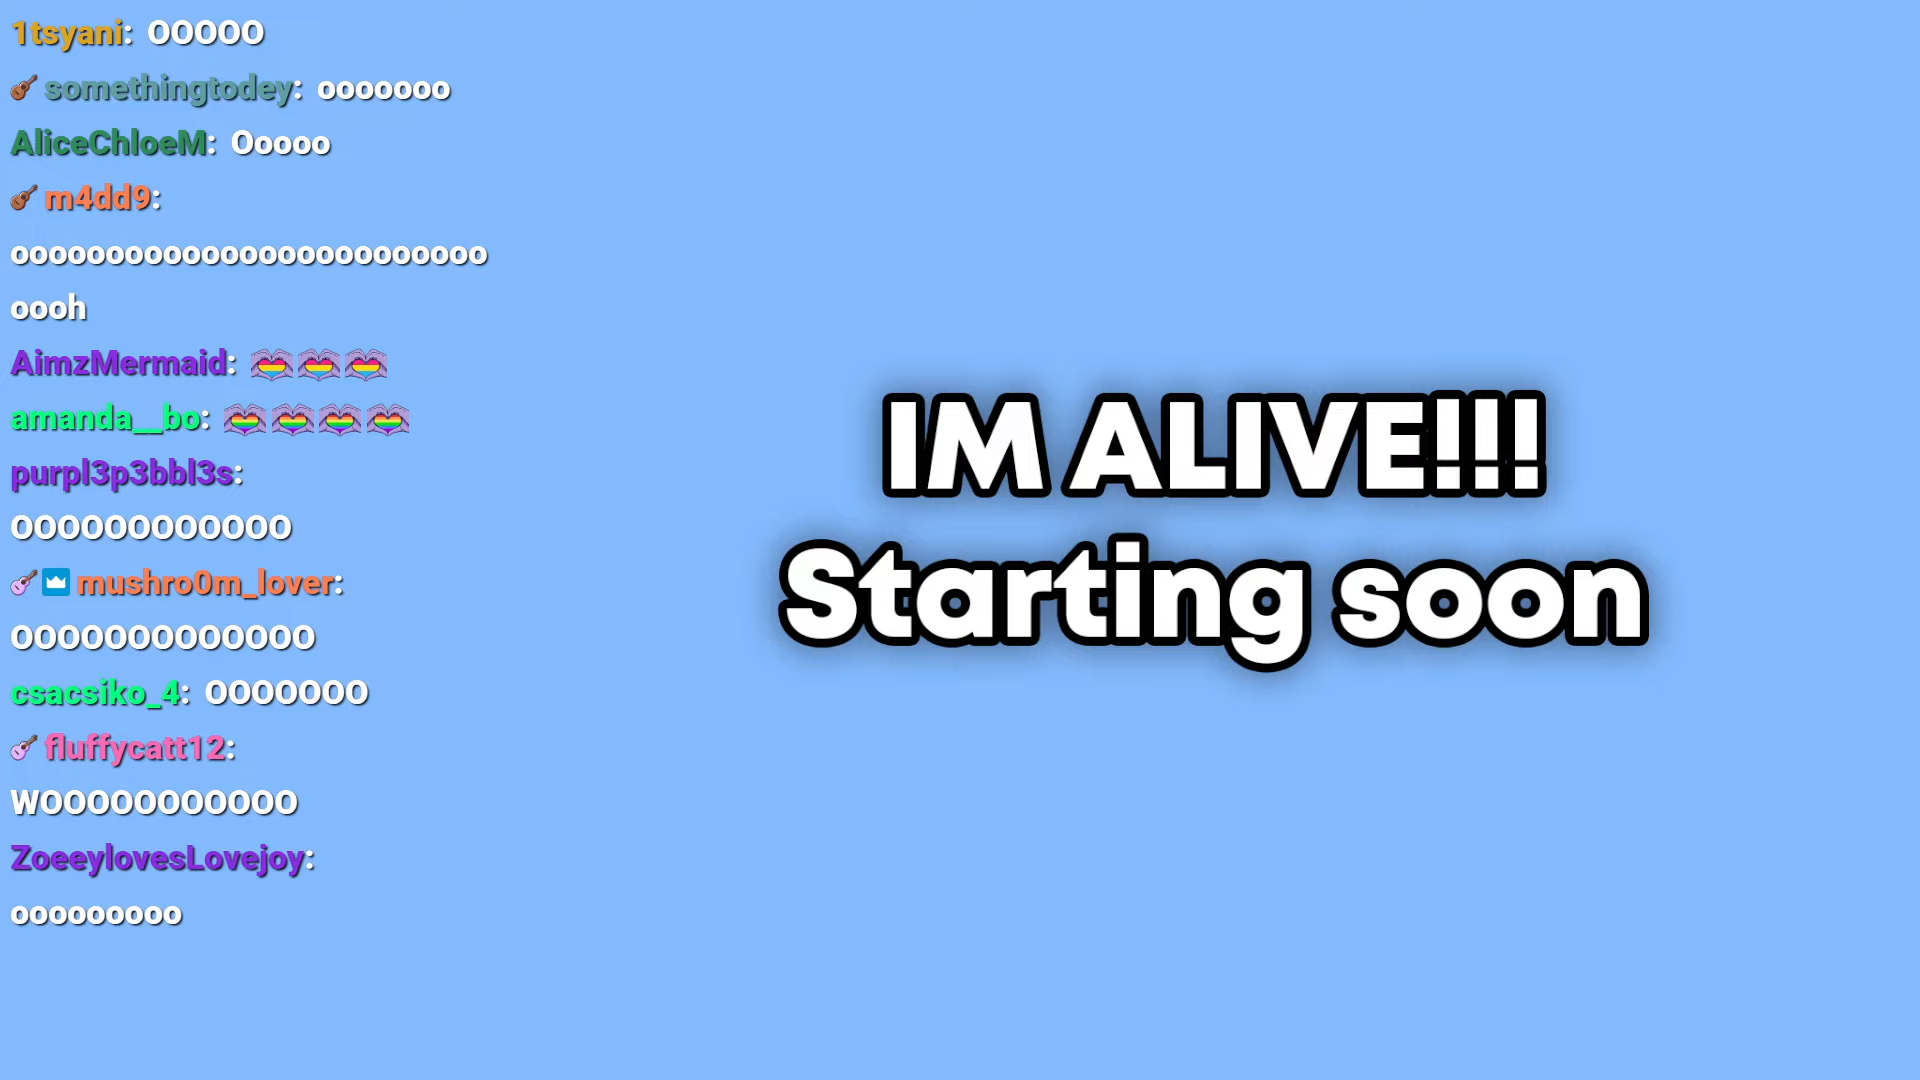 1tsyani: OOOOO
somethingtodey: ooooooo
AliceChloeM: Ooooo
m4dd9:
ooooooooooooooooooooooooo
oooh
AimzMermaid:
amanda__bo:
purpl3p3bbl3s:
OOOOOOOOOOOO
mushro0m_lover:
OOOOOOOOOOOOO
csacsiko_4: OOOOOOO
fluffycatt12:
WOOOOOOOOOOO
ZoeeylovesLovejoy:
ooooooooo
IM ALIVE!!!
Starting soon